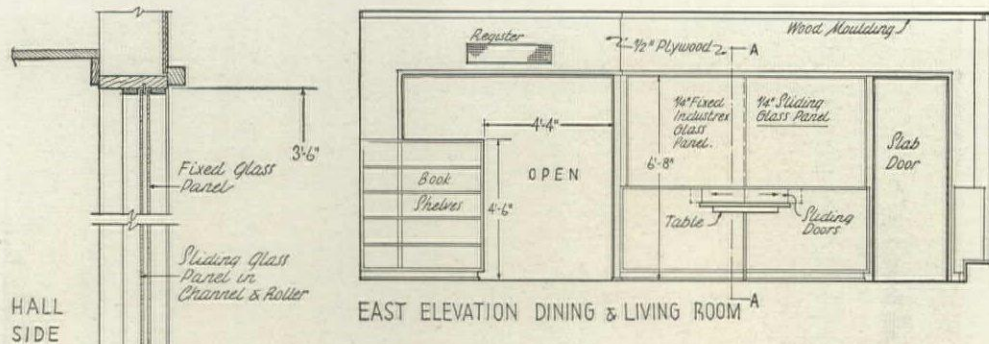 3'-6"
Fixed Glass
Panel
Sliding Glass
Panel in
Channel & Roller
HALL
SIDE
Register
1/2" Plywood
A
Wood Moulding
4'-4"
1/4" Fixed
Industrex
Glass
Panel.
1/4" Sliding
Glass Panel
Slab
Door
6'-8"
OPEN
Book
Shelves
4'-6"
Table
Sliding
Doors
A
EAST ELEVATION DINING & LIVING ROOM